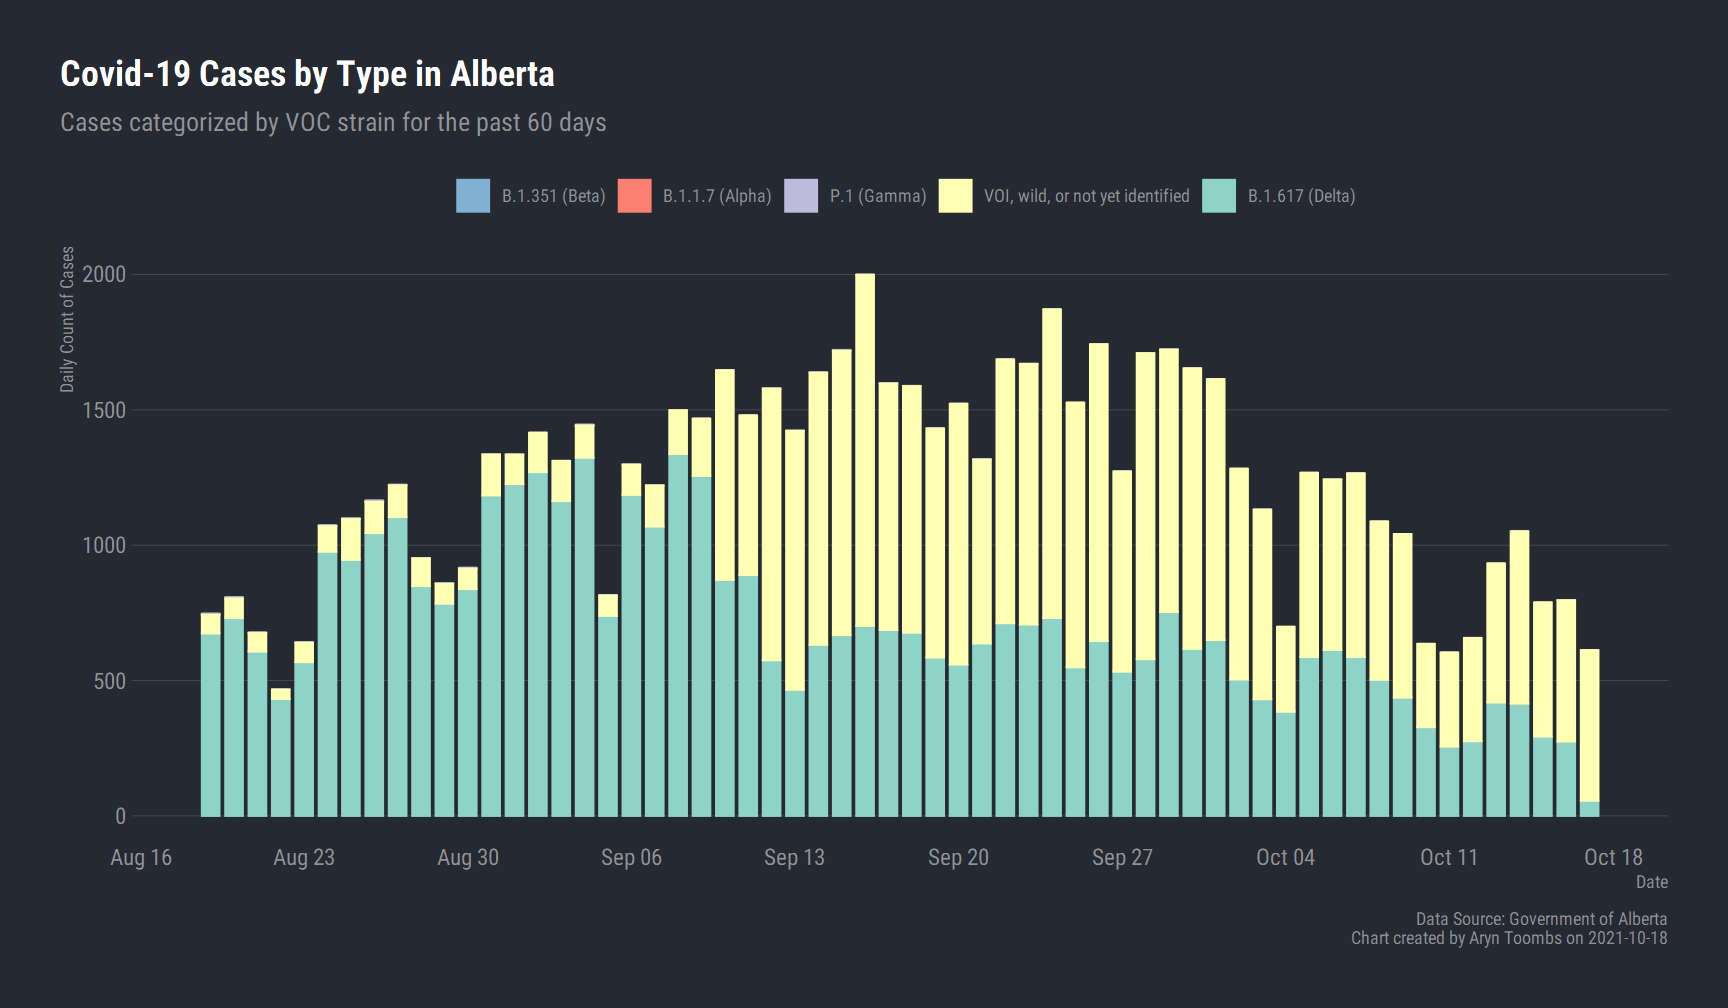 Covid-19 Cases by Type in Alberta
Cases categorized by VOC strain for the past 60 days
B.1.351 (Beta) B.1.1.7 (Alpha) P.1 (Gamma) VOI, wild, or not yet identified B.1.617 (Delta)
Daily Count of Cases
2000
1500
1000
500
0
Aug 16 Aug 23 Aug 30 Sep 06 Sep 13 Sep 20 Sep 27 Oct 04 Oct 11 Oct 18
Date
Data Source: Government of Alberta
Chart created by Aryn Toombs on 2021-10-18